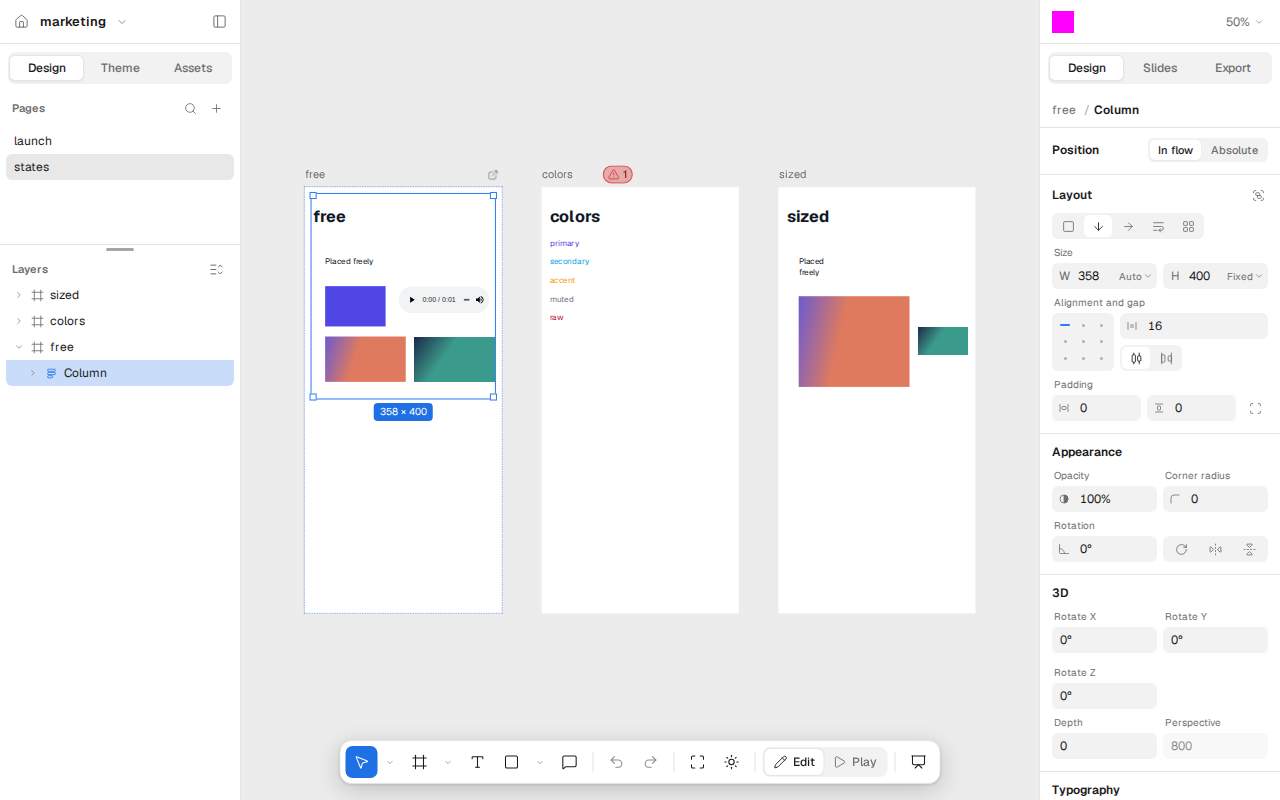 marketing
50%
Design
Theme
Assets
Design
Slides
Export
Pages
launch
states
Layers
sized
colors
free
Column
free
free
Placed freely
0:00 / 0:01
358 × 400
colors
1
colors
primary
secondary
accent
muted
raw
sized
sized
Placed
freely
Edit
Play
free / Column
Position
In flow
Absolute
Layout
Size
W 358 Auto
H 400 Fixed
Alignment and gap
16
Padding
0
0
Appearance
Opacity
Corner radius
100%
0
Rotation
0°
3D
Rotate X
Rotate Y
0°
0°
Rotate Z
0°
Depth
Perspective
0
800
Typography